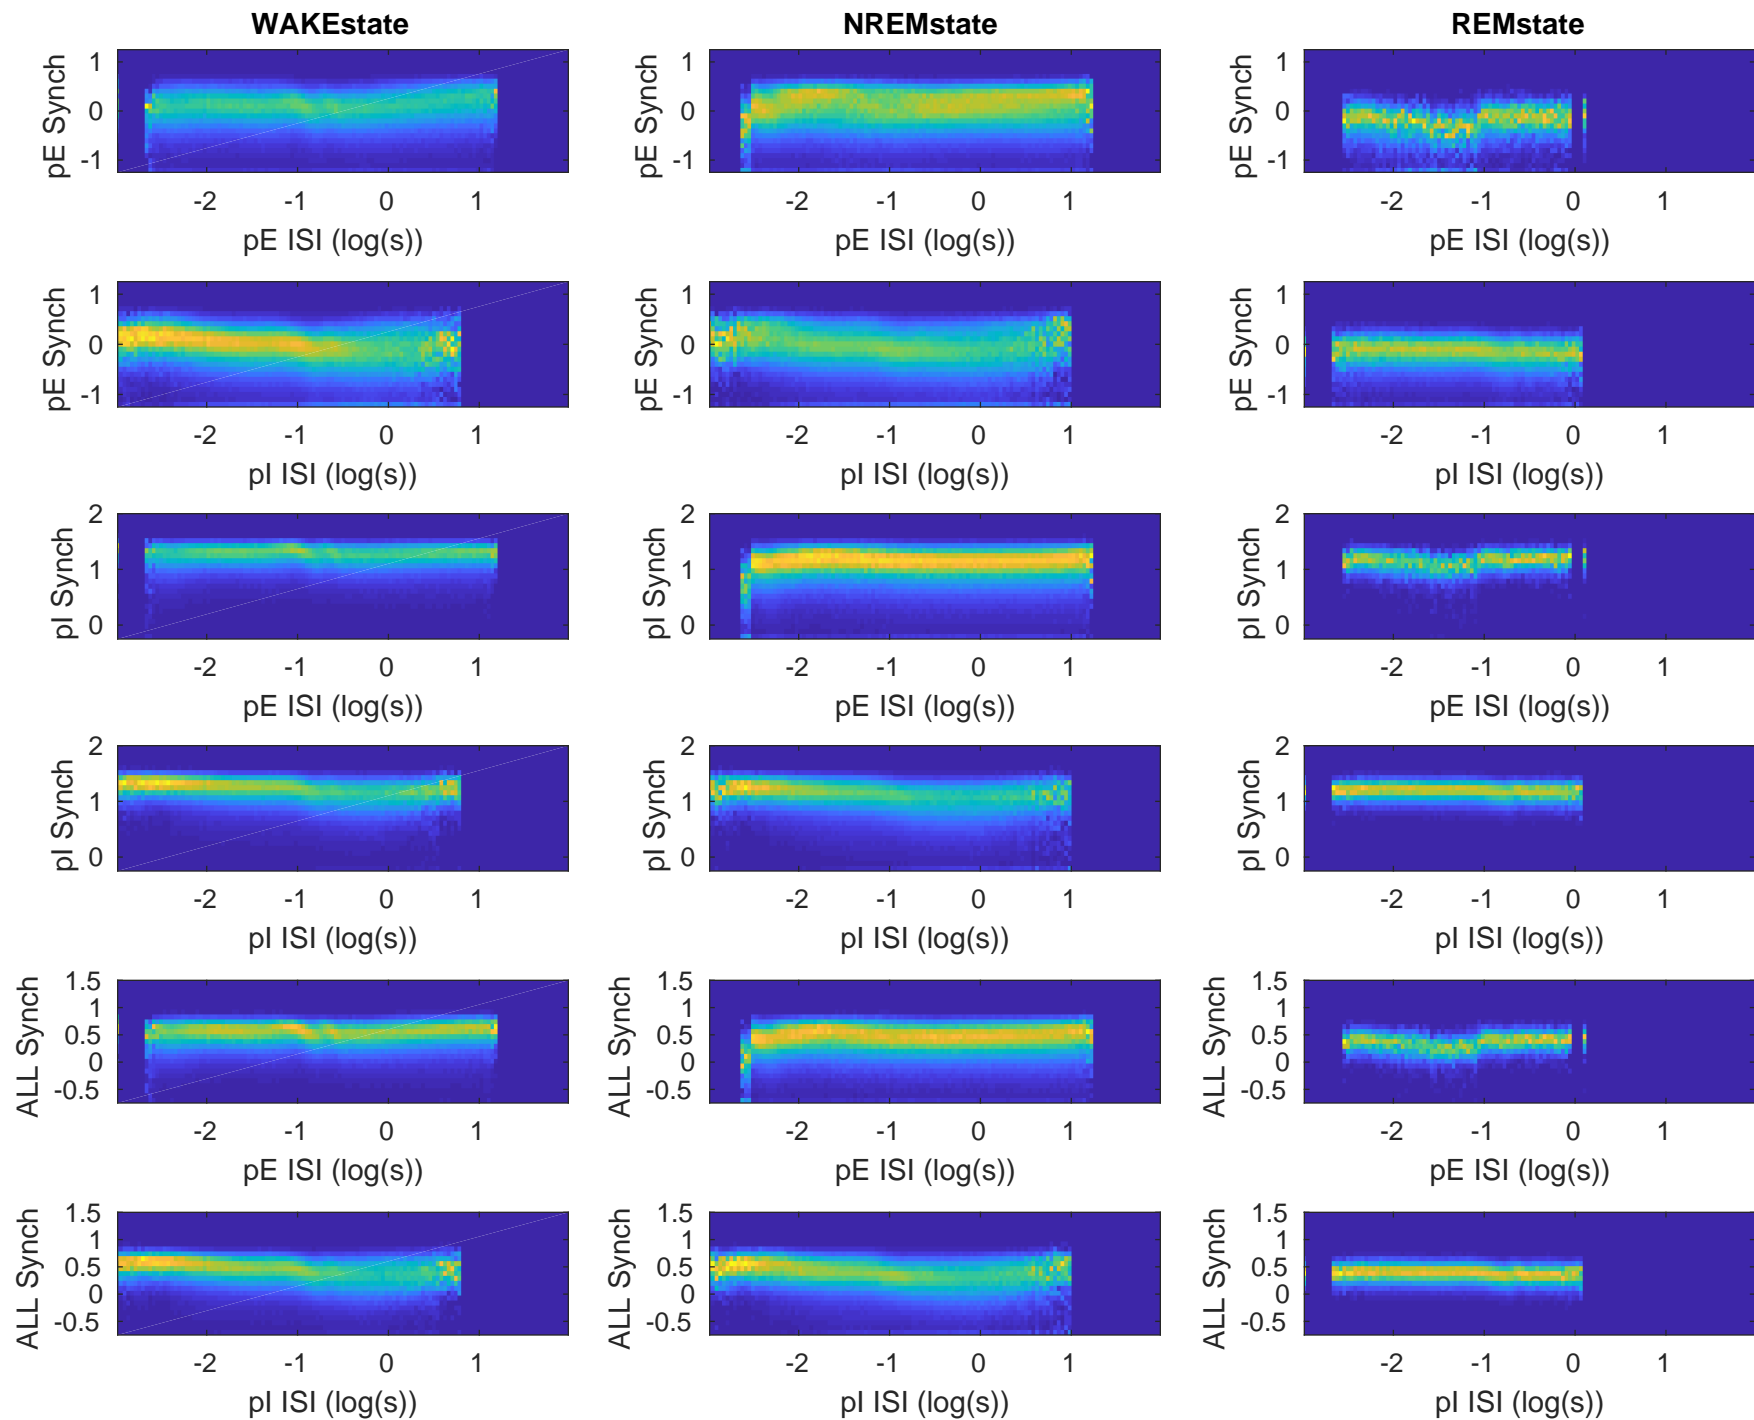 WAKEstate NREMstate REMstate
1 1 1
pE Synch 0 pE Synch 0 pE Synch 0
-1 -1 -1
-2 -1 0 1 -2 -1 0 1 -2 -1 0 1
pE ISI (log(s)) pE ISI (log(s)) pE ISI (log(s))
1 1 1
pE Synch 0 pE Synch 0 pE Synch 0
-1 -1 -1
-2 -1 0 1 -2 -1 0 1 -2 -1 0 1
pI ISI (log(s)) pI ISI (log(s)) pI ISI (log(s))
2 2 2
pI Synch 1 pI Synch 1 pI Synch 1
0 0 0
-2 -1 0 1 -2 -1 0 1 -2 -1 0 1
pE ISI (log(s)) pE ISI (log(s)) pE ISI (log(s))
2 2 2
pI Synch 1 pI Synch 1 pI Synch 1
0 0 0
-2 -1 0 1 -2 -1 0 1 -2 -1 0 1
pI ISI (log(s)) pI ISI (log(s)) pI ISI (log(s))
1.5 1.5 1.5
1 1 1
ALL Synch 0.5 ALL Synch 0.5 ALL Synch 0.5
0 0 0
-0.5 -0.5 -0.5
-2 -1 0 1 -2 -1 0 1 -2 -1 0 1
pE ISI (log(s)) pE ISI (log(s)) pE ISI (log(s))
1.5 1.5 1.5
1 1 1
ALL Synch 0.5 ALL Synch 0.5 ALL Synch 0.5
0 0 0
-0.5 -0.5 -0.5
-2 -1 0 1 -2 -1 0 1 -2 -1 0 1
pI ISI (log(s)) pI ISI (log(s)) pI ISI (log(s))